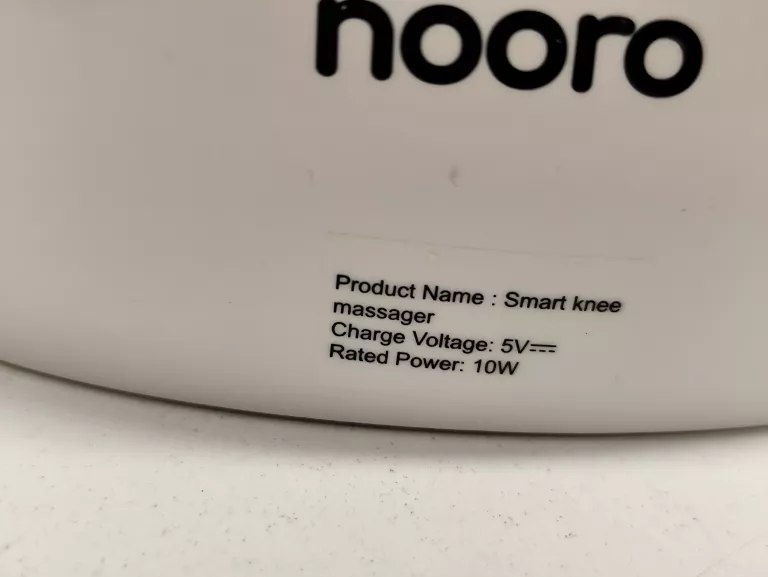 nooro
Product Name : Smart knee
massager
Charge Voltage: 5V⎓
Rated Power: 10W